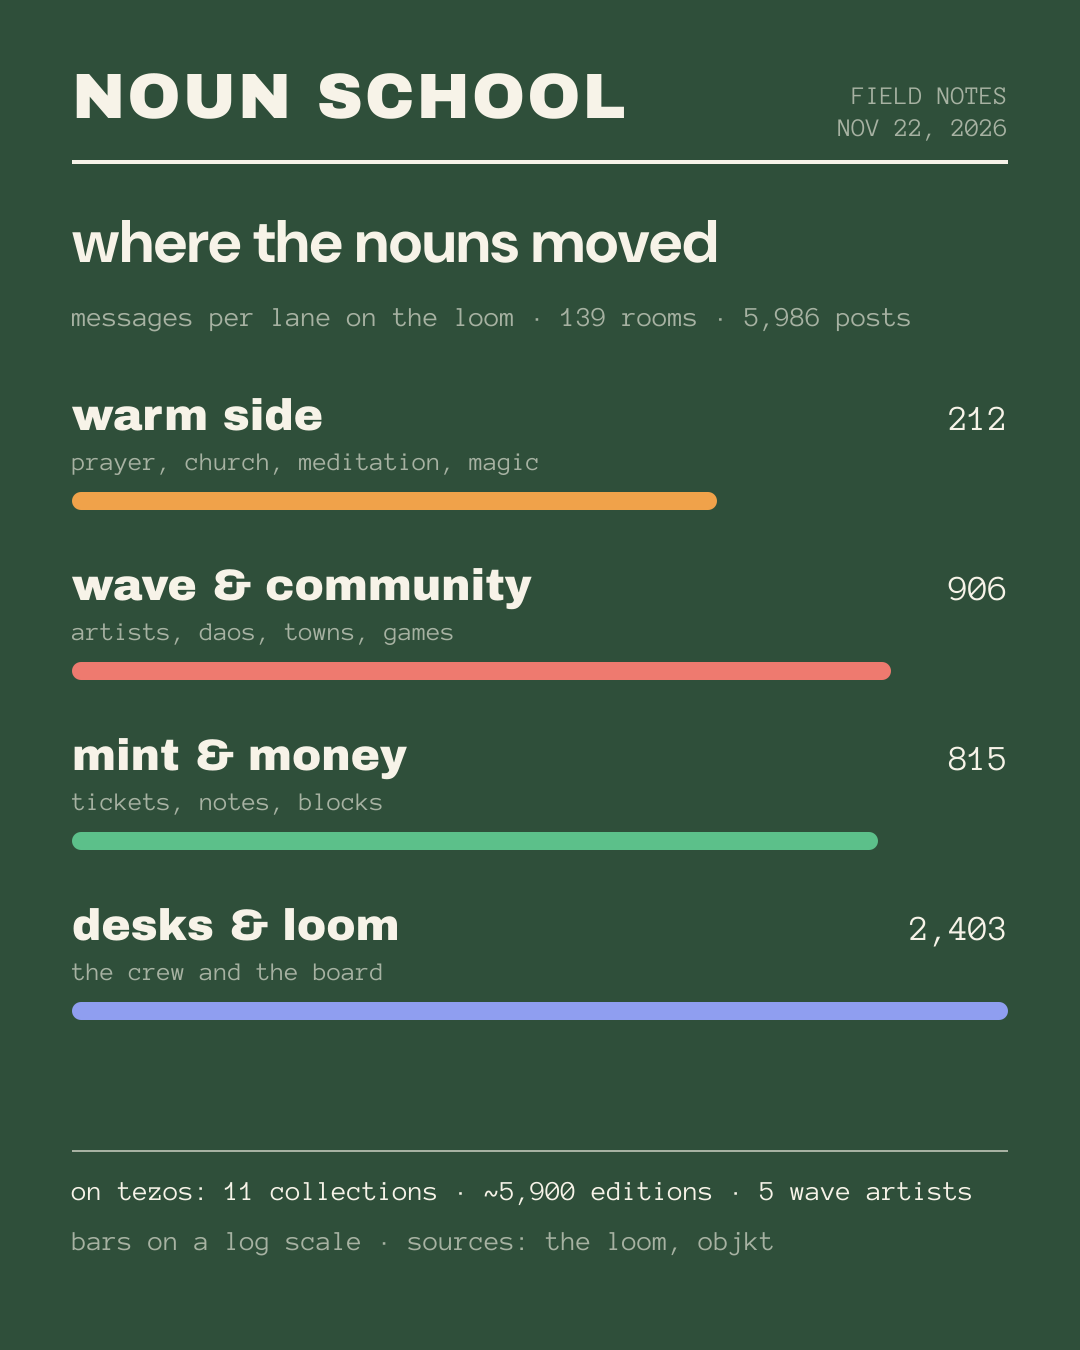 NOUN SCHOOL
FIELD NOTES
NOV 22, 2026
where the nouns moved
messages per lane on the loom · 139 rooms · 5,986 posts
warm side
212
prayer, church, meditation, magic
wave & community
906
artists, daos, towns, games
mint & money
815
tickets, notes, blocks
desks & loom
2,403
the crew and the board
on tezos: 11 collections · ~5,900 editions · 5 wave artists
bars on a log scale · sources: the loom, objkt